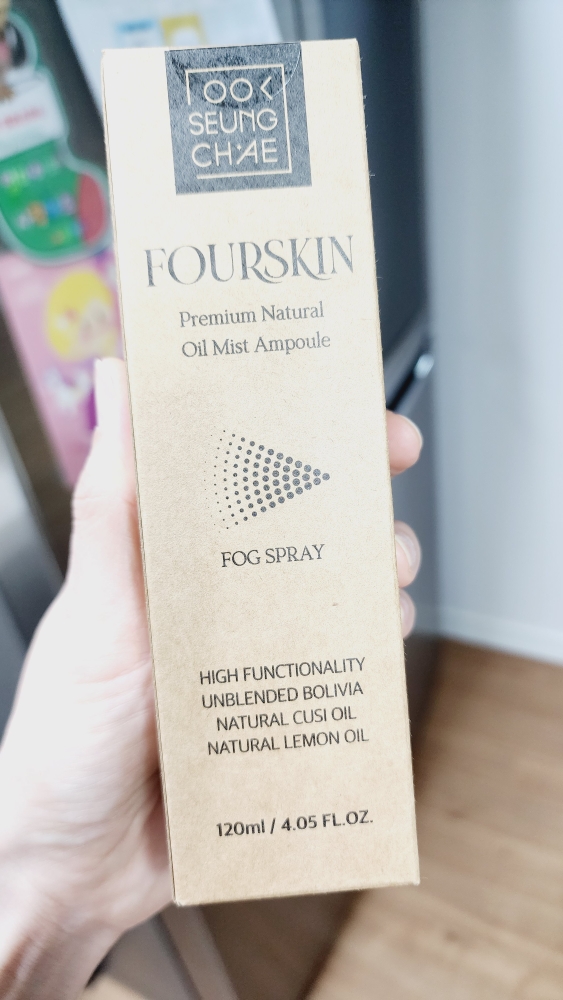 OOK
SEUNG
CHAE
FOURSKIN
Premium Natural
Oil Mist Ampoule
FOG SPRAY
HIGH FUNCTIONALITY
UNBLENDED BOLIVIA
NATURAL CUSI OIL
NATURAL LEMON OIL
120ml / 4.05 FL.OZ.